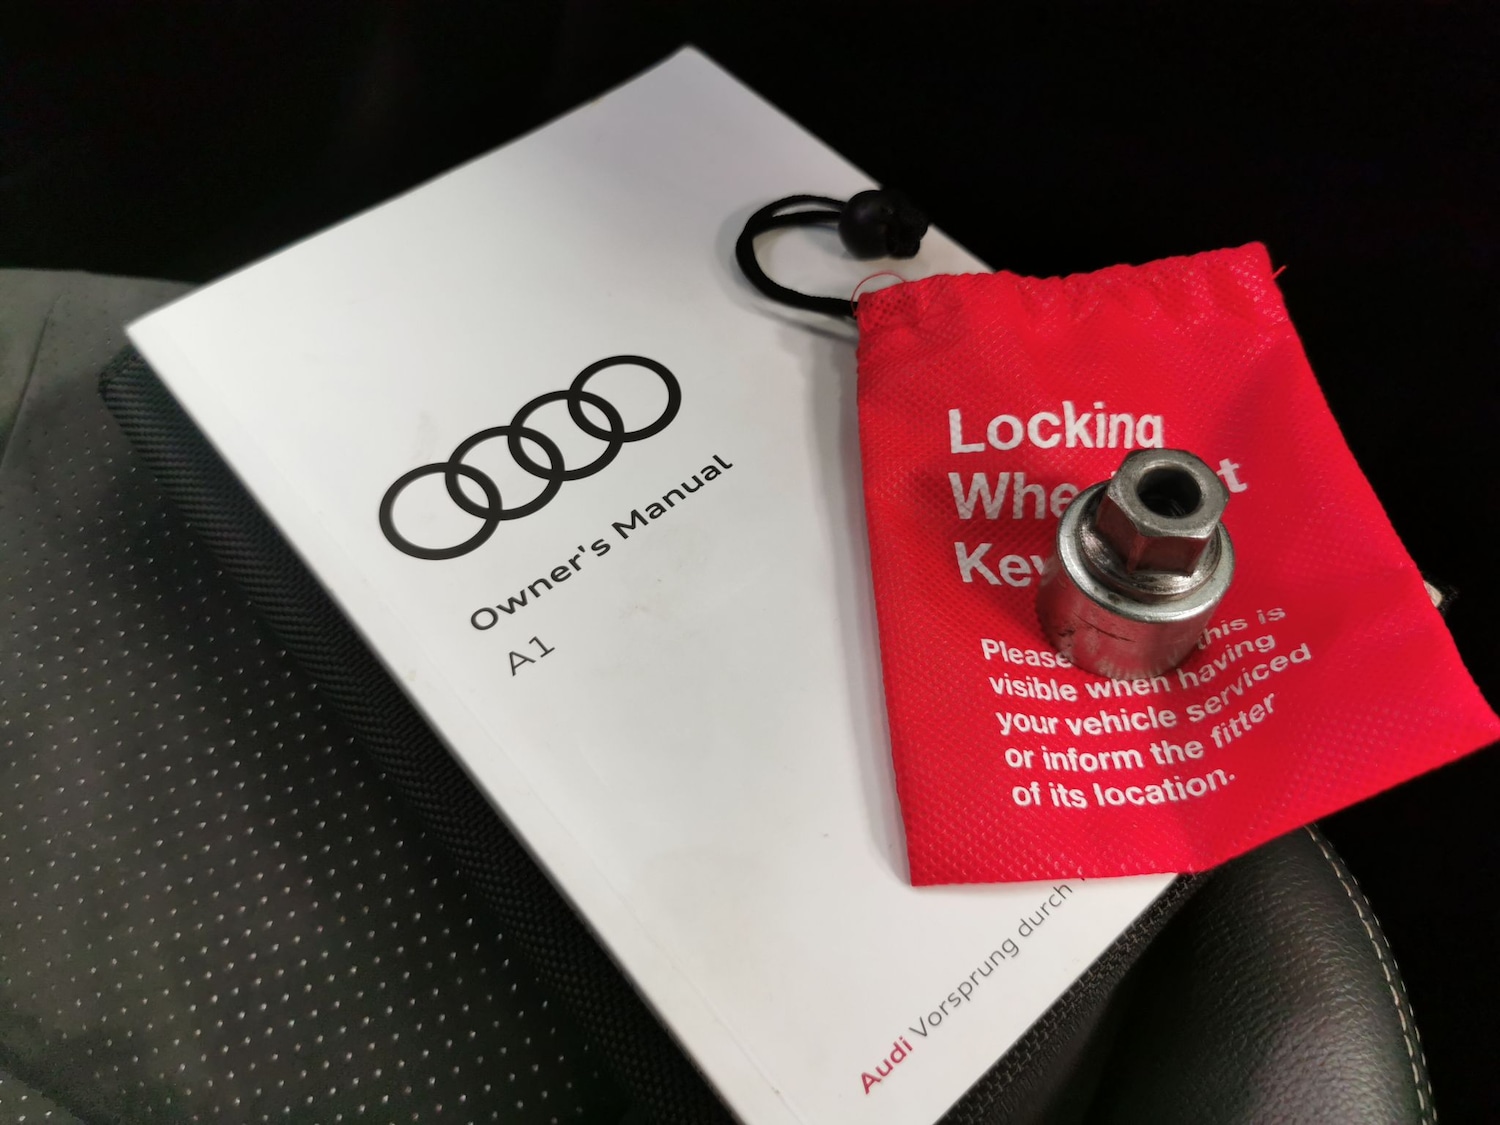 Owner's Manual
A1
Audi Vorsprung durch
Locking
Key
Please this is
visible when having
your vehicle serviced
or inform the fitter
of its location.